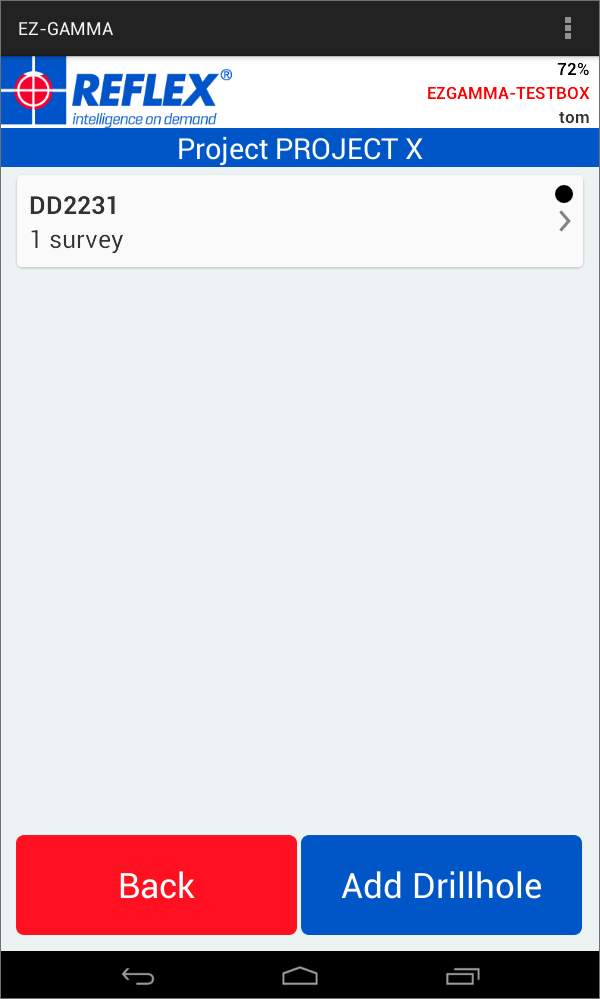 EZ-GAMMA
REFLEX®
intelligence on demand
72%
EZGAMMA-TESTBOX
tom
Project PROJECT X
DD2231
1 survey
Back
Add Drillhole